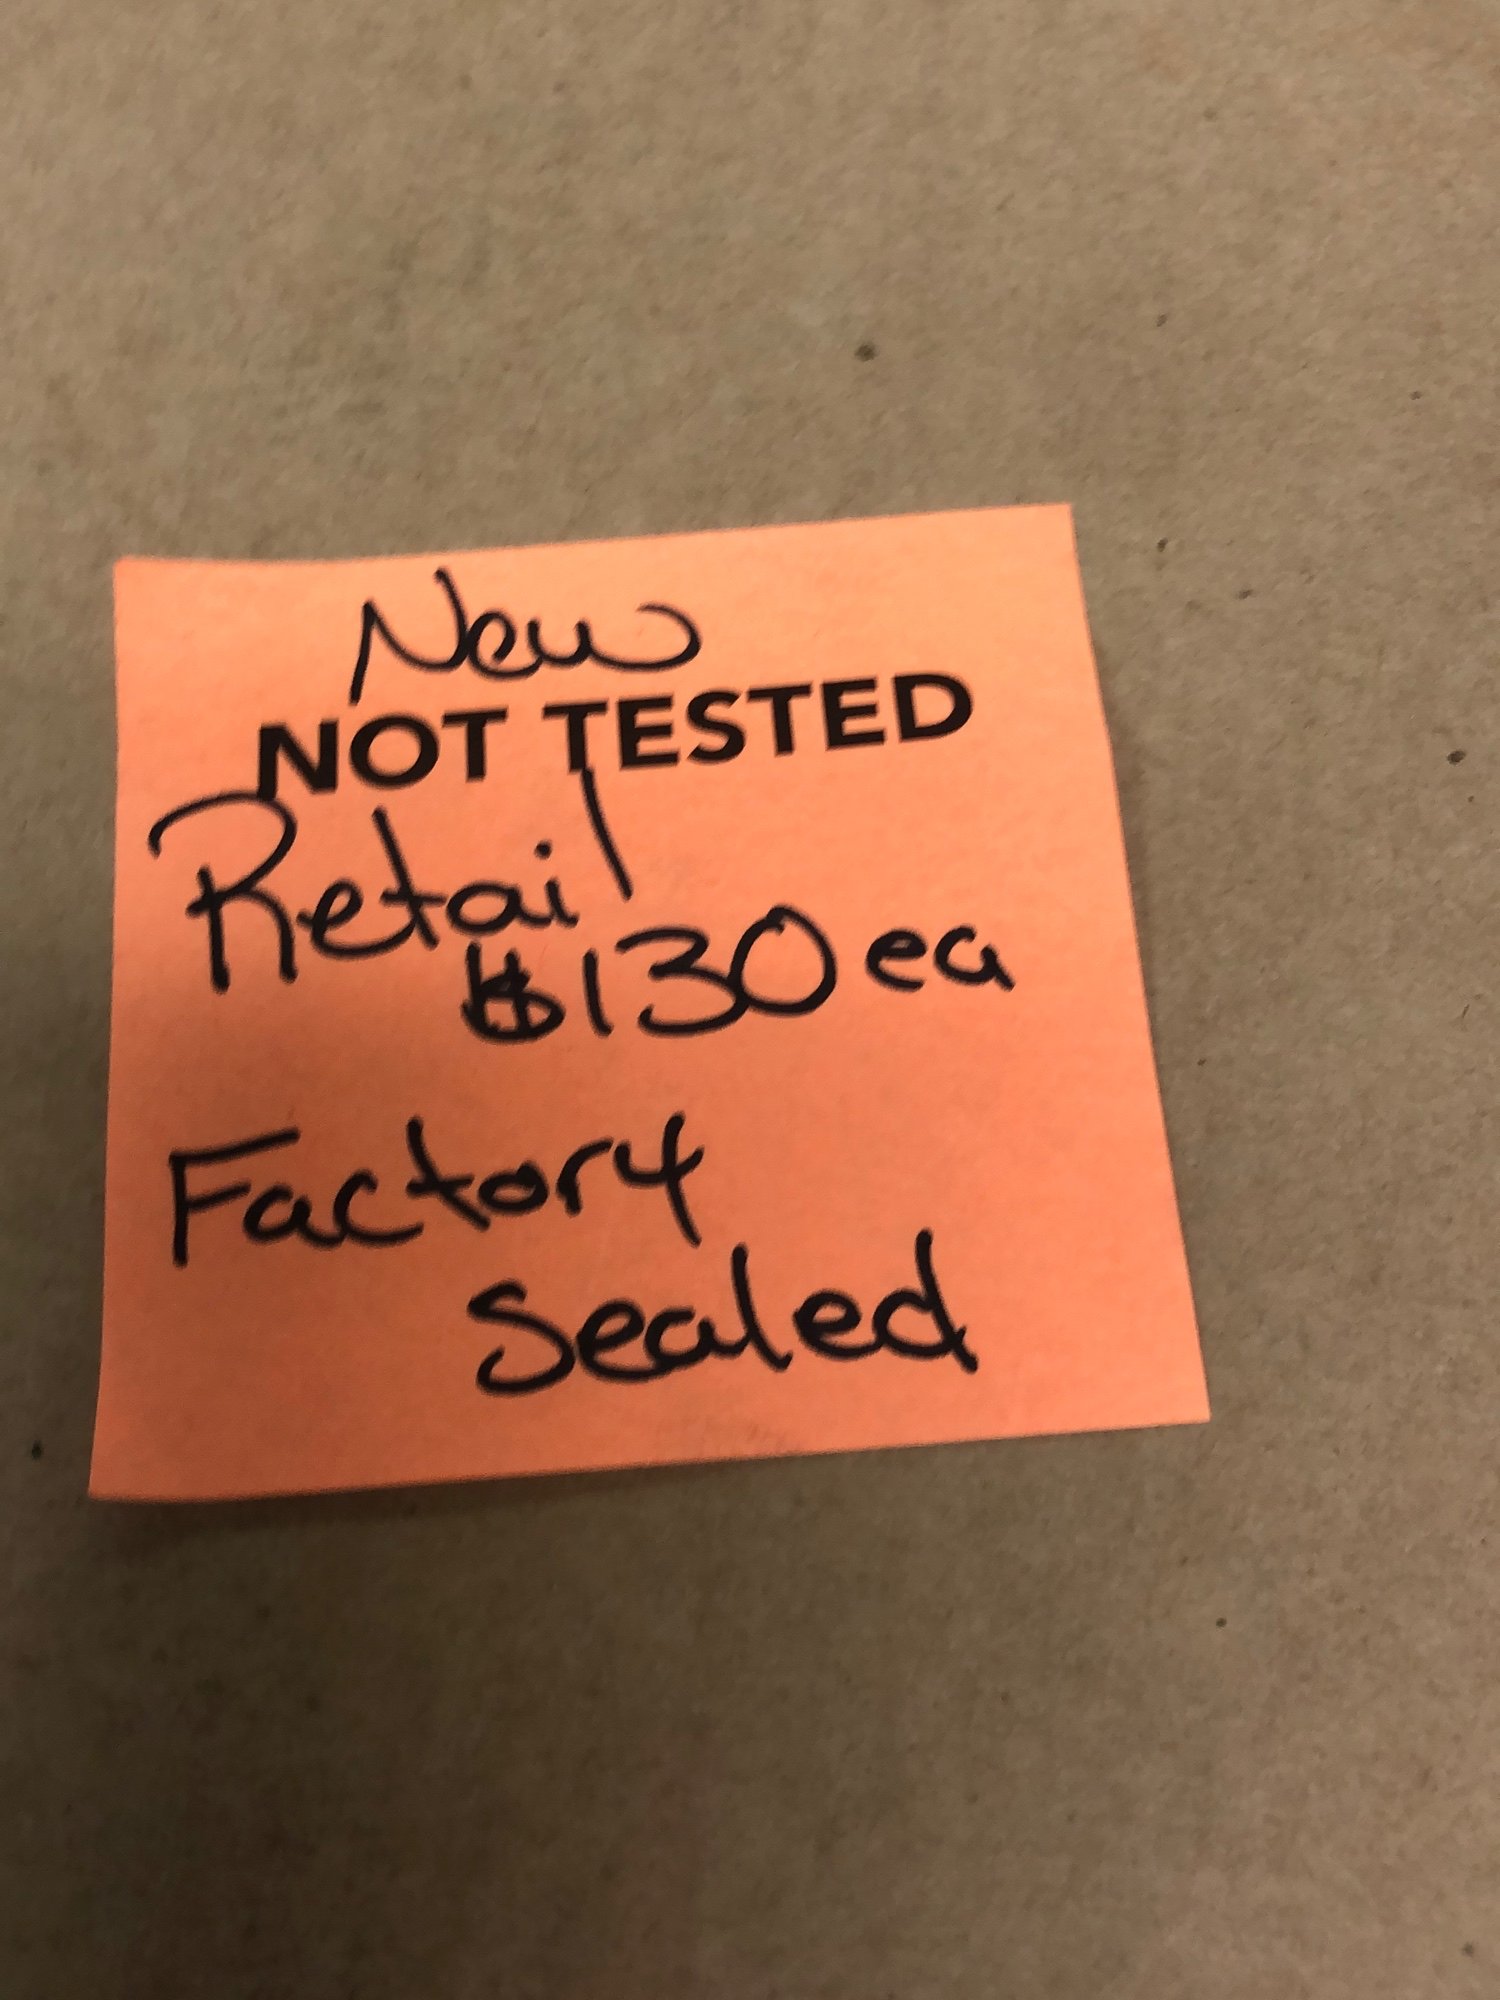 New
NOT TESTED
Retail
$130 ea
Factory
Sealed